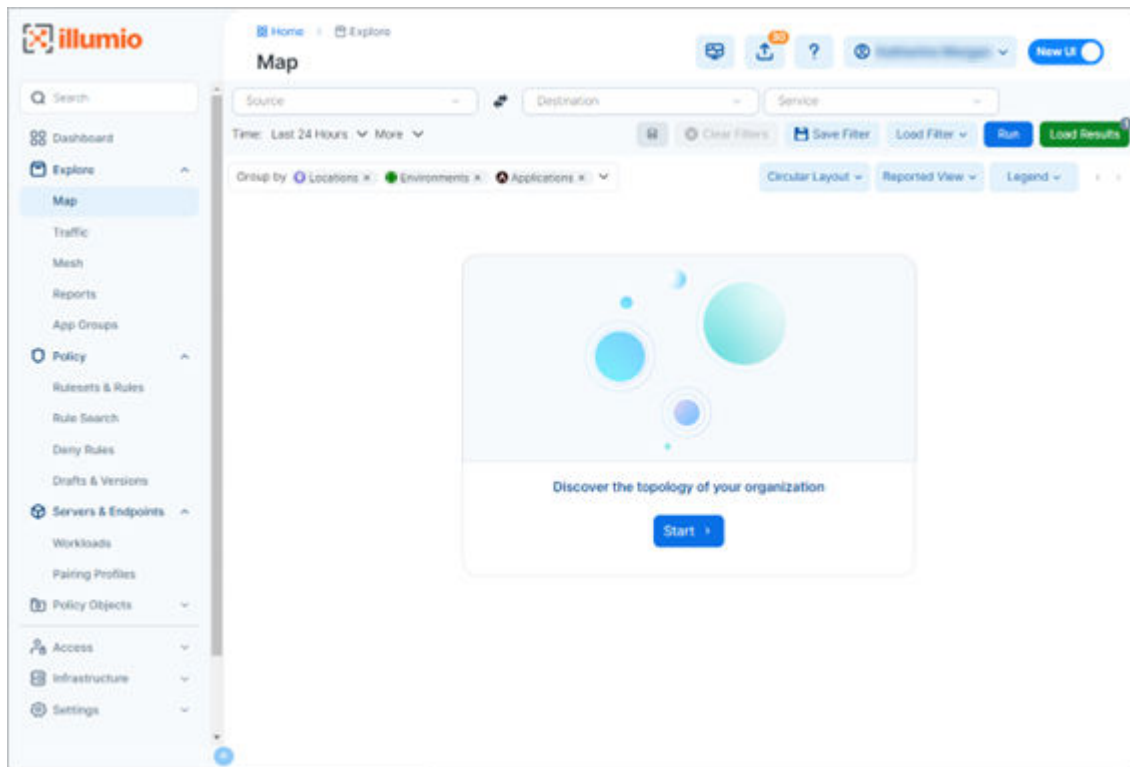 illumio
Home Explore
Map
30
?
New UI
Search
Source
Destination
Service
Dashboard
Time: Last 24 Hours More
Clear Filters
Save Filter
Load Filter
Run
Load Results
Explore
Group by Locations × Environments × Applications ×
Circular Layout
Reported View
Legend
Map
Traffic
Mesh
Reports
App Groups
Policy
Rulesets & Rules
Rule Search
Deny Rules
Drafts & Versions
Discover the topology of your organization
Servers & Endpoints
Start
Workloads
Pairing Profiles
Policy Objects
Access
Infrastructure
Settings